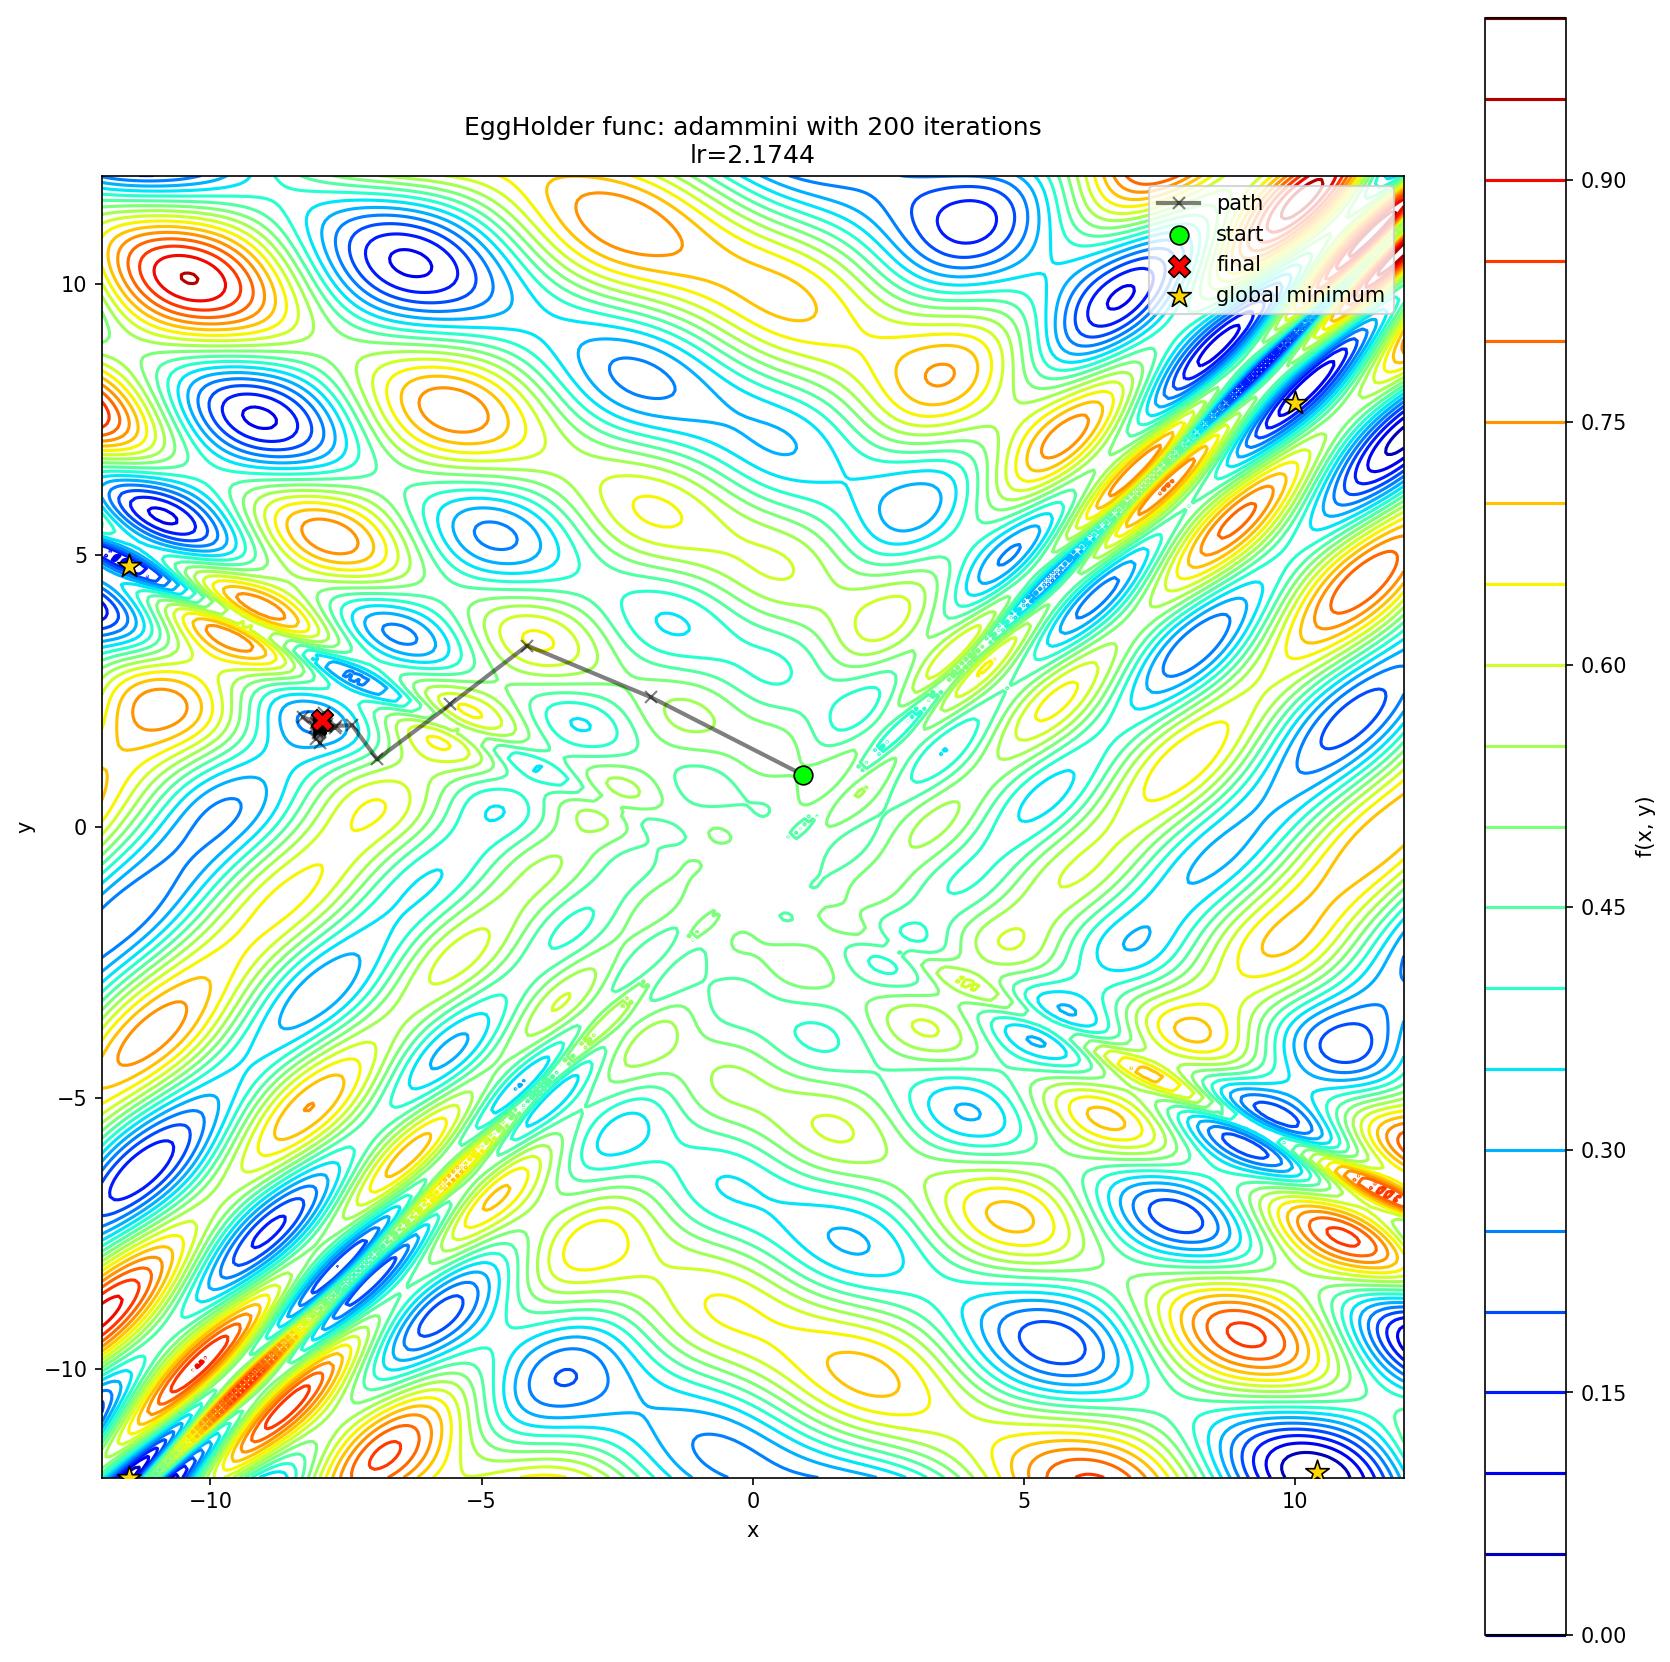 EggHolder func: adammini with 200 iterations
lr=2.1744
path
start
final
global minimum
10
5
0
−5
−10
y
−10
−5
0
5
10
x
0.90
0.75
0.60
0.45
0.30
0.15
0.00
f(x, y)